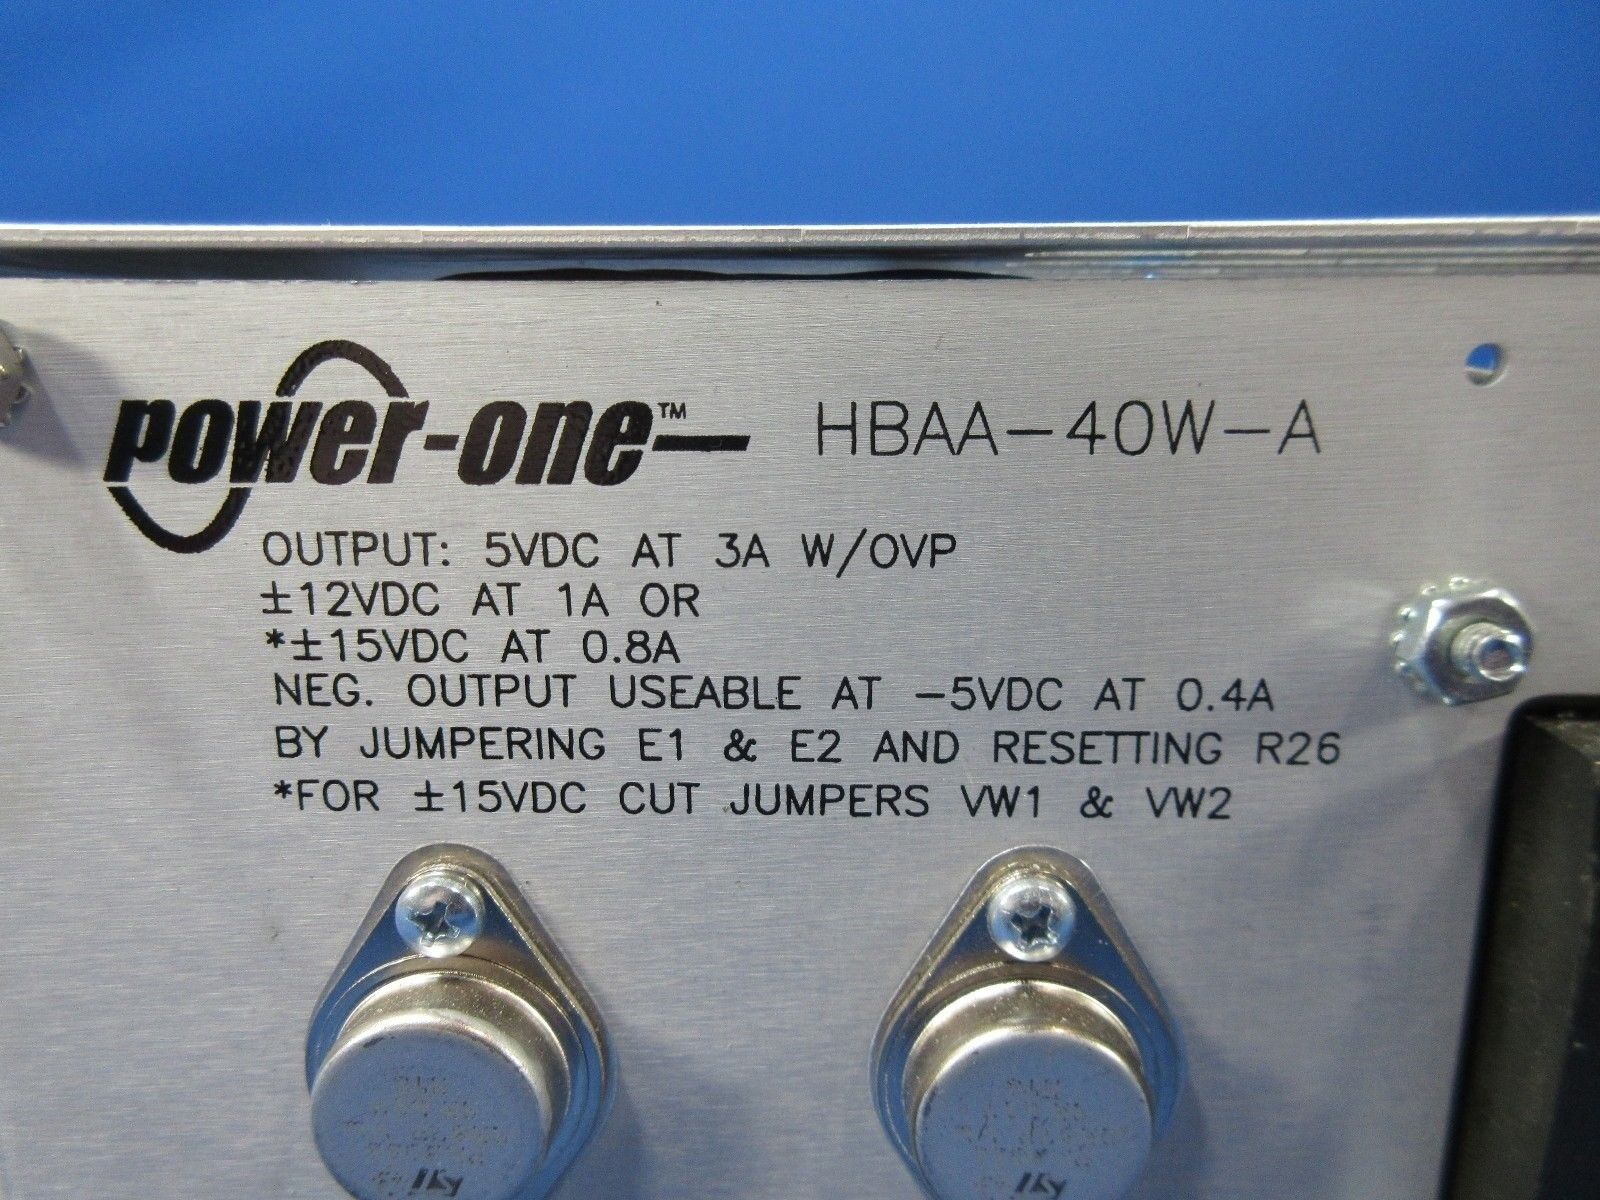 power-one™ HBAA-40W-A
OUTPUT: 5VDC AT 3A W/OVP
±12VDC AT 1A OR
*±15VDC AT 0.8A
NEG. OUTPUT USEABLE AT -5VDC AT 0.4A
BY JUMPERING E1 & E2 AND RESETTING R26
*FOR ±15VDC CUT JUMPERS VW1 & VW2